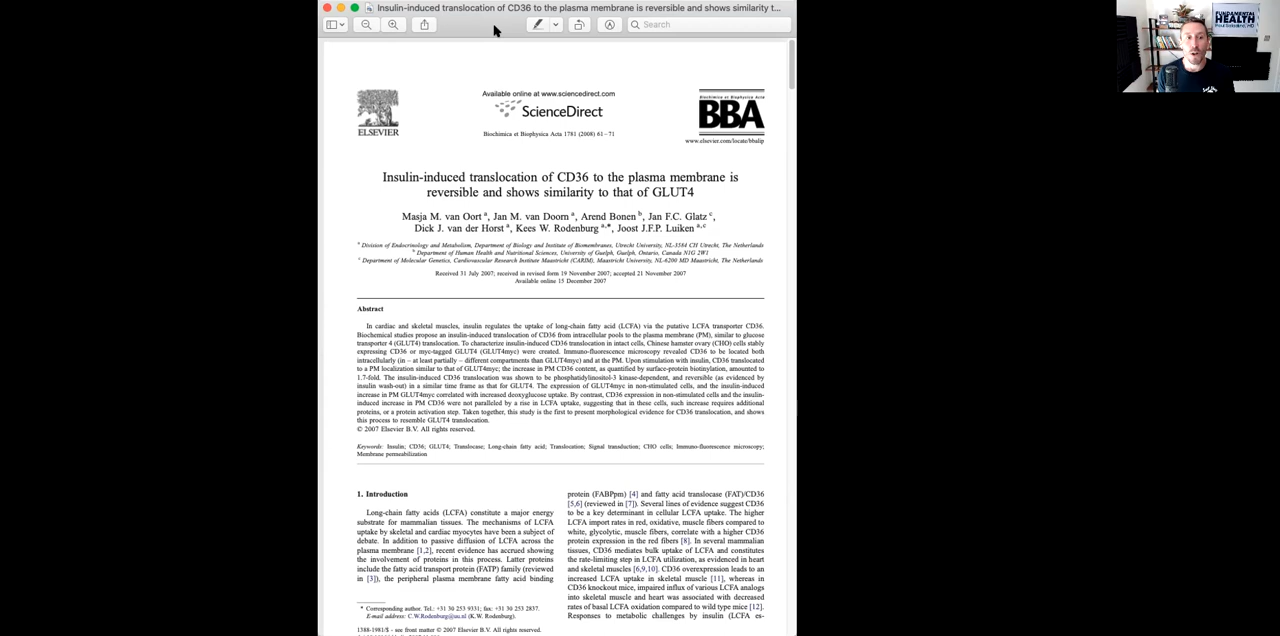 Insulin-induced translocation of CD36 to the plasma membrane is reversible and shows similarity t...
Search
FUNDAMENTAL
HEALTH
Available online at www.sciencedirect.com
ScienceDirect
ELSEVIER
Biochimica et Biophysica Acta 1781 (2008) 61–71
Biochimica et Biophysica Acta
BBA
www.elsevier.com/locate/bbalip
Insulin-induced translocation of CD36 to the plasma membrane is
reversible and shows similarity to that of GLUT4
Masja M. van Oort a, Jan M. van Doorn a, Arend Bonen b, Jan F.C. Glatz c,
Dick J. van der Horst a, Kees W. Rodenburg a,*, Joost J.F.P. Luiken a,c
a Division of Endocrinology and Metabolism, Department of Biology and Institute of Biomembranes, Utrecht University, NL-3584 CH Utrecht, The Netherlands
b Department of Human Health and Nutritional Sciences, University of Guelph, Guelph, Ontario, Canada N1G 2W1
c Department of Molecular Genetics, Cardiovascular Research Institute Maastricht (CARIM), Maastricht University, NL-6200 MD Maastricht, The Netherlands
Received 31 July 2007; received in revised form 19 November 2007; accepted 21 November 2007
Available online 15 December 2007
Abstract
In cardiac and skeletal muscles, insulin regulates the uptake of long-chain fatty acid (LCFA) via the putative LCFA transporter CD36.
Biochemical studies propose an insulin-induced translocation of CD36 from intracellular pools to the plasma membrane (PM), similar to glucose
transporter 4 (GLUT4) translocation. To characterize insulin-induced CD36 translocation in intact cells, Chinese hamster ovary (CHO) cells stably
expressing CD36 or myc-tagged GLUT4 (GLUT4myc) were created. Immuno-fluorescence microscopy revealed CD36 to be located both
intracellularly (in – at least partially – different compartments than GLUT4myc) and at the PM. Upon stimulation with insulin, CD36 translocated
to a PM localization similar to that of GLUT4myc; the increase in PM CD36 content, as quantified by surface-protein biotinylation, amounted to
1.7-fold. The insulin-induced CD36 translocation was shown to be phosphatidylinositol-3 kinase-dependent, and reversible (as evidenced by
insulin wash-out) in a similar time frame as that for GLUT4. The expression of GLUT4myc in non-stimulated cells, and the insulin-induced
increase in PM GLUT4myc correlated with increased deoxyglucose uptake. By contrast, CD36 expression in non-stimulated cells and the insulin-
induced increase in PM CD36 were not paralleled by a rise in LCFA uptake, suggesting that in these cells, such increase requires additional
proteins, or a protein activation step. Taken together, this study is the first to present morphological evidence for CD36 translocation, and shows
this process to resemble GLUT4 translocation.
© 2007 Elsevier B.V. All rights reserved.
Keywords: Insulin; CD36; GLUT4; Translocase; Long-chain fatty acid; Translocation; Signal transduction; CHO cells; Immuno-fluorescence microscopy;
Membrane permeabilization
1. Introduction
Long-chain fatty acids (LCFA) constitute a major energy
substrate for mammalian tissues. The mechanisms of LCFA
uptake by skeletal and cardiac myocytes have been a subject of
debate. In addition to passive diffusion of LCFA across the
plasma membrane [1,2], recent evidence has accrued showing
the involvement of proteins in this process. Latter proteins
include the fatty acid transport protein (FATP) family (reviewed
in [3]), the peripheral plasma membrane fatty acid binding
* Corresponding author. Tel.: +31 30 253 9331; fax: +31 30 253 2837.
E-mail address: C.W.Rodenburg@uu.nl (K.W. Rodenburg).
1388-1981/$ - see front matter © 2007 Elsevier B.V. All rights reserved.
protein (FABPpm) [4] and fatty acid translocase (FAT)/CD36
[5,6] (reviewed in [7]). Several lines of evidence suggest CD36
to be a key determinant in cellular LCFA uptake. The higher
LCFA import rates in red, oxidative, muscle fibers compared to
white, glycolytic, muscle fibers, correlate with a higher CD36
protein expression in the red fibers [8]. In several mammalian
tissues, CD36 mediates bulk uptake of LCFA and constitutes
the rate-limiting step in LCFA utilization, as evidenced in heart
and skeletal muscles [6,9,10]. CD36 overexpression leads to an
increased LCFA uptake in skeletal muscle [11], whereas in
CD36 knockout mice, impaired influx of various LCFA analogs
into skeletal muscle and heart was associated with decreased
rates of basal LCFA oxidation compared to wild type mice [12].
Responses to metabolic challenges by insulin (LCFA es-